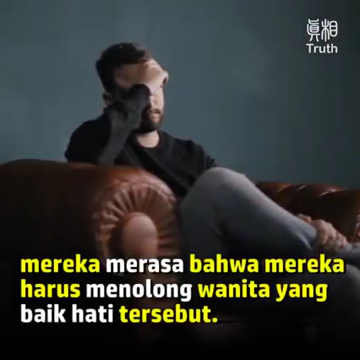 真相
Truth
mereka merasa bahwa mereka
harus menolong wanita yang
baik hati tersebut.